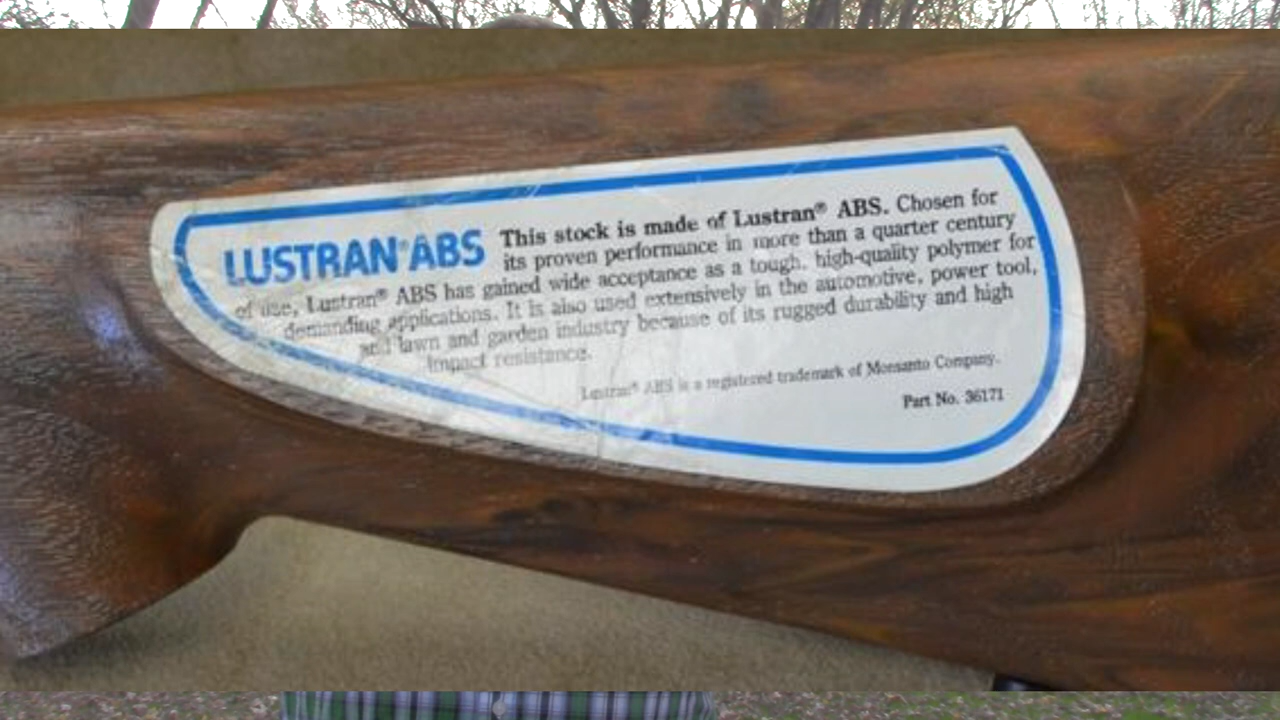 LUSTRAN® ABS This stock is made of Lustran® ABS. Chosen for
its proven performance in more than a quarter century
of use, Lustran® ABS has gained wide acceptance as a tough, high-quality polymer for
demanding applications. It is also used extensively in the automotive, power tool,
and lawn and garden industry because of its rugged durability and high
impact resistance.
Lustran® ABS is a registered trademark of Monsanto Company.
Part No. 36171